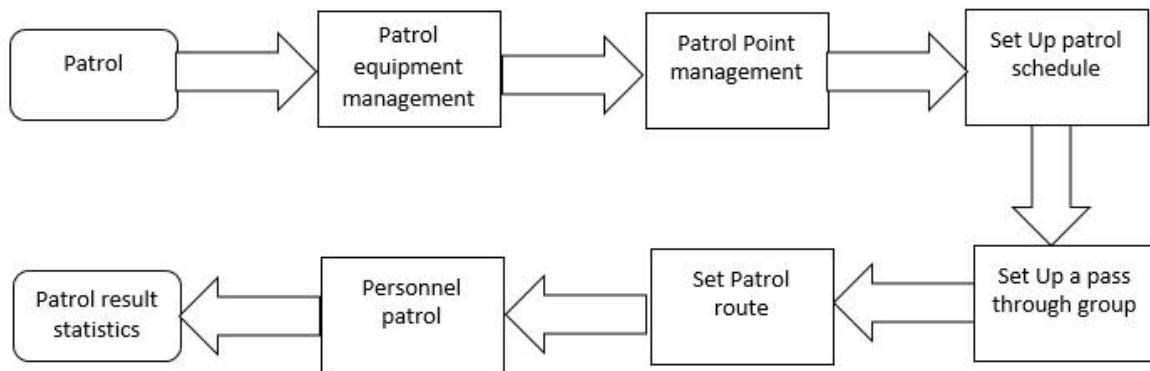 Patrol
Patrol
equipment
management
Patrol Point
management
Set Up patrol
schedule
Set Up a pass
through group
Set Patrol
route
Personnel
patrol
Patrol result
statistics